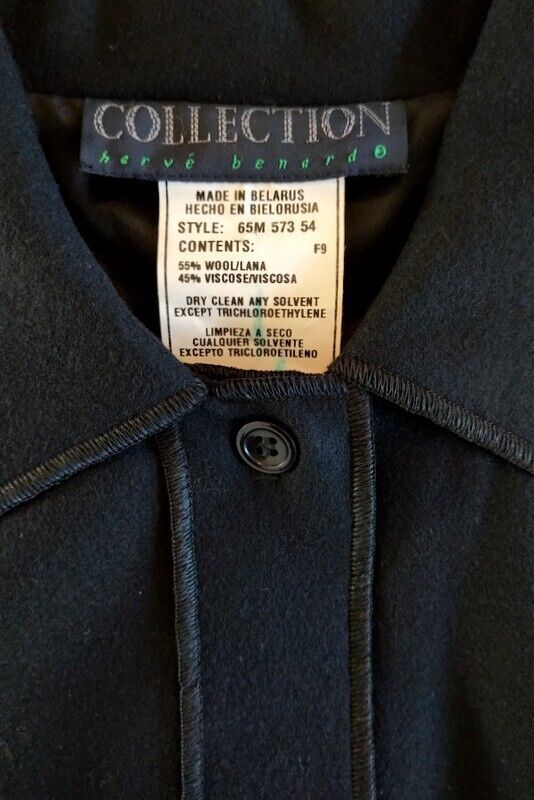 COLLECTION
hervé benard®
MADE IN BELARUS
HECHO EN BIELORUSIA
STYLE: 65M 573 54
CONTENTS: F9
55% WOOL/LANA
45% VISCOSE/VISCOSA
DRY CLEAN ANY SOLVENT
EXCEPT TRICHLOROETHYLENE
LIMPIEZA A SECO
CUALQUIER SOLVENTE
EXCEPTO TRICLOROETILENO